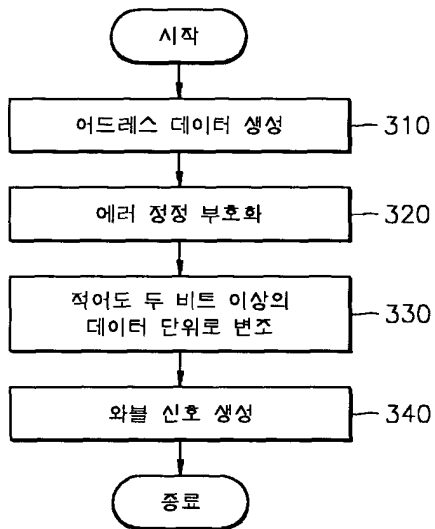 시작
어드레스 데이터 생성
310
에러 정정 부호화
320
적어도 두 비트 이상의
데이터 단위로 변조
330
와블 신호 생성
340
종료